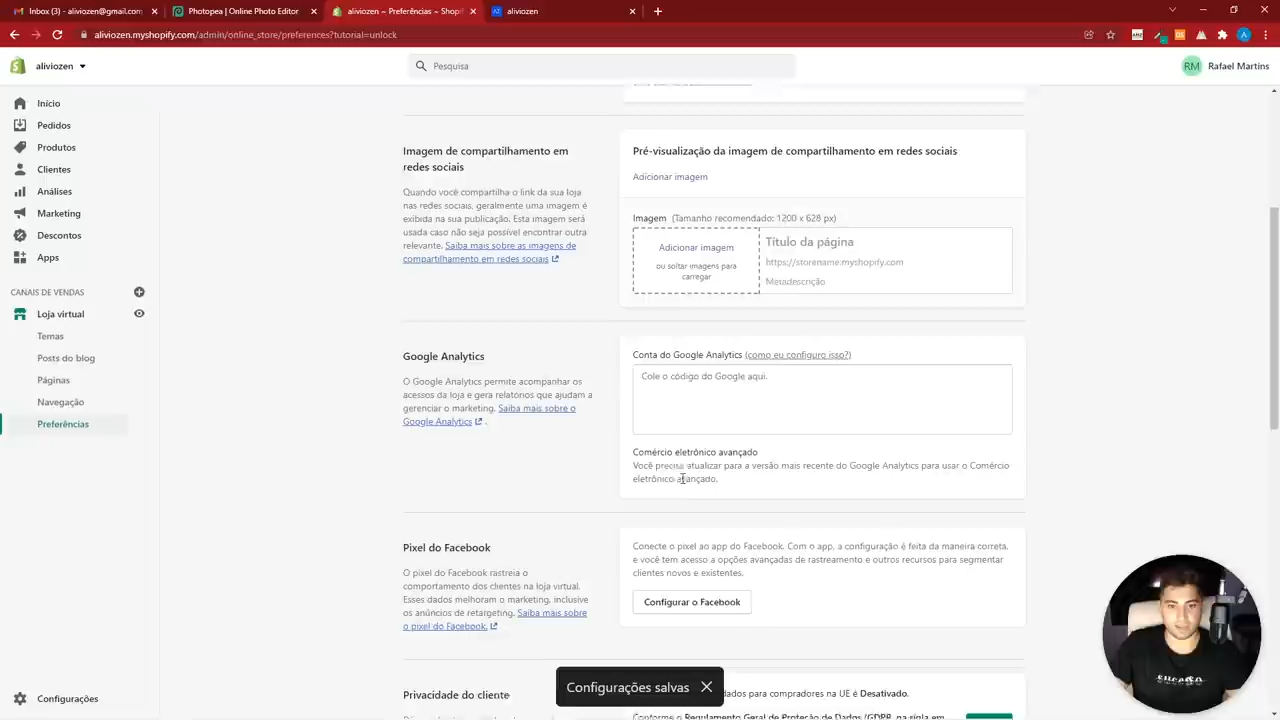 Inbox (3) - aliviozen@gmail.com
Photopea | Online Photo Editor
aliviozen ~ Preferências ~ Shopif
aliviozen
aliviozen.myshopify.com/admin/online_store/preferences?tutorial=unlock
aliviozen
Pesquisa
RM Rafael Martins
Início
Pedidos
Produtos
Clientes
Análises
Marketing
Descontos
Apps
CANAIS DE VENDAS
Loja virtual
Temas
Posts do blog
Páginas
Navegação
Preferências
Configurações
Imagem de compartilhamento em
redes sociais
Quando você compartilha o link da sua loja
nas redes sociais, geralmente uma imagem é
exibida na sua publicação. Esta imagem será
usada caso não seja possível encontrar outra
relevante. Saiba mais sobre as imagens de
compartilhamento em redes sociais
Pré-visualização da imagem de compartilhamento em redes sociais
Adicionar imagem
Imagem (Tamanho recomendado: 1200 x 628 px)
Adicionar imagem
ou soltar imagens para
carregar
Título da página
https://storename.myshopify.com
Metadescrição
Google Analytics
O Google Analytics permite acompanhar os
acessos da loja e gera relatórios que ajudam a
gerenciar o marketing. Saiba mais sobre o
Google Analytics .
Conta do Google Analytics (como eu configuro isso?)
Cole o código do Google aqui.
Comércio eletrônico avançado
Você precisa atualizar para a versão mais recente do Google Analytics para usar o Comércio
eletrônico avançado.
Pixel do Facebook
O pixel do Facebook rastreia o
comportamento dos clientes na loja virtual.
Esses dados melhoram o marketing, inclusive
os anúncios de retargeting. Saiba mais sobre
o pixel do Facebook.
Conecte o pixel ao app do Facebook. Com o app, a configuração é feita da maneira correta,
e você tem acesso a opções avançadas de rastreamento e outros recursos para segmentar
clientes novos e existentes.
Configurar o Facebook
Privacidade do cliente
dados para compradores na UE é Desativado.
Conforme o Regulamento Geral de Proteção de Dados (GDPR, na sigla em
Configurações salvas